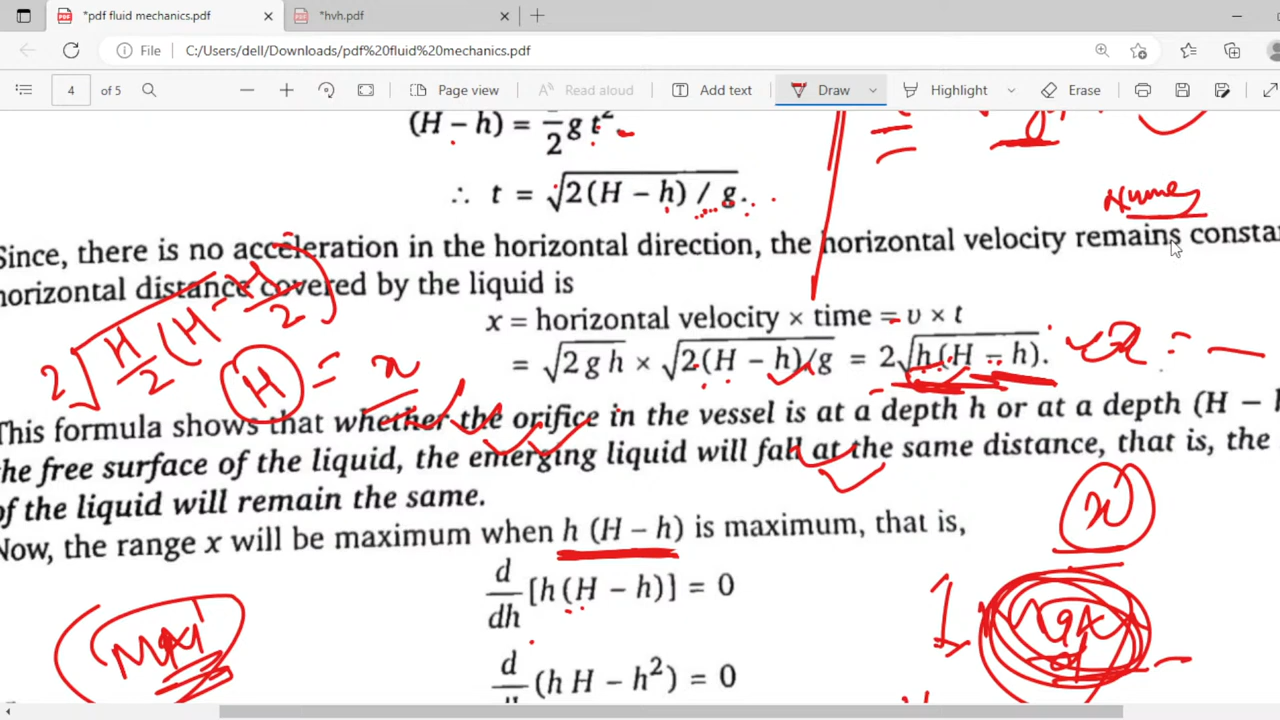 *pdf fluid mechanics.pdf
*hvh.pdf
File C:/Users/dell/Downloads/pdf%20fluid%20mechanics.pdf
4 of 5 Page view Read aloud Add text Draw Highlight Erase
(H – h) = 1/2 g t².
∴ t = √2(H – h) / g.
Since, there is no acceleration in the horizontal direction, the horizontal velocity remains consta
horizontal distance covered by the liquid is
x = horizontal velocity × time = υ × t
= √2 g h × √2(H – h)/g = 2√h(H – h).
2√H/2(H – H/2)
H = x
This formula shows that whether the orifice in the vessel is at a depth h or at a depth (H –
the free surface of the liquid, the emerging liquid will fall at the same distance, that is, the
of the liquid will remain the same.
x
Now, the range x will be maximum when h (H – h) is maximum, that is,
d/dh [h (H – h)] = 0
Max
d (h H – h²) = 0